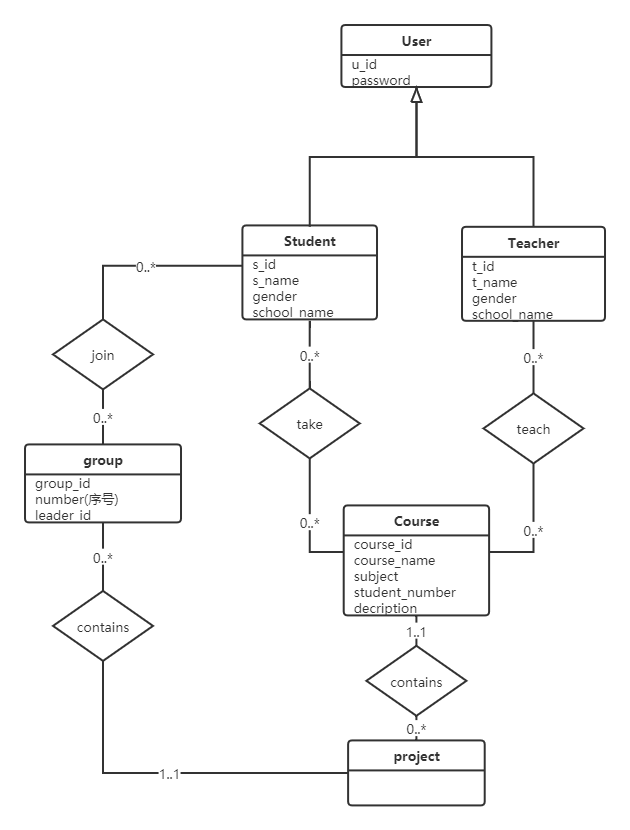 User
u_id
password
Student
s_id
s_name
gender
school_name
Teacher
t_id
t_name
gender
school_name
0..*
join
0..*
0..*
take
0..*
0..*
teach
0..*
group
group_id
number(序号)
leader_id
Course
course_id
course_name
subject
student_number
decription
0..*
contains
1..1
1..1
contains
0..*
project